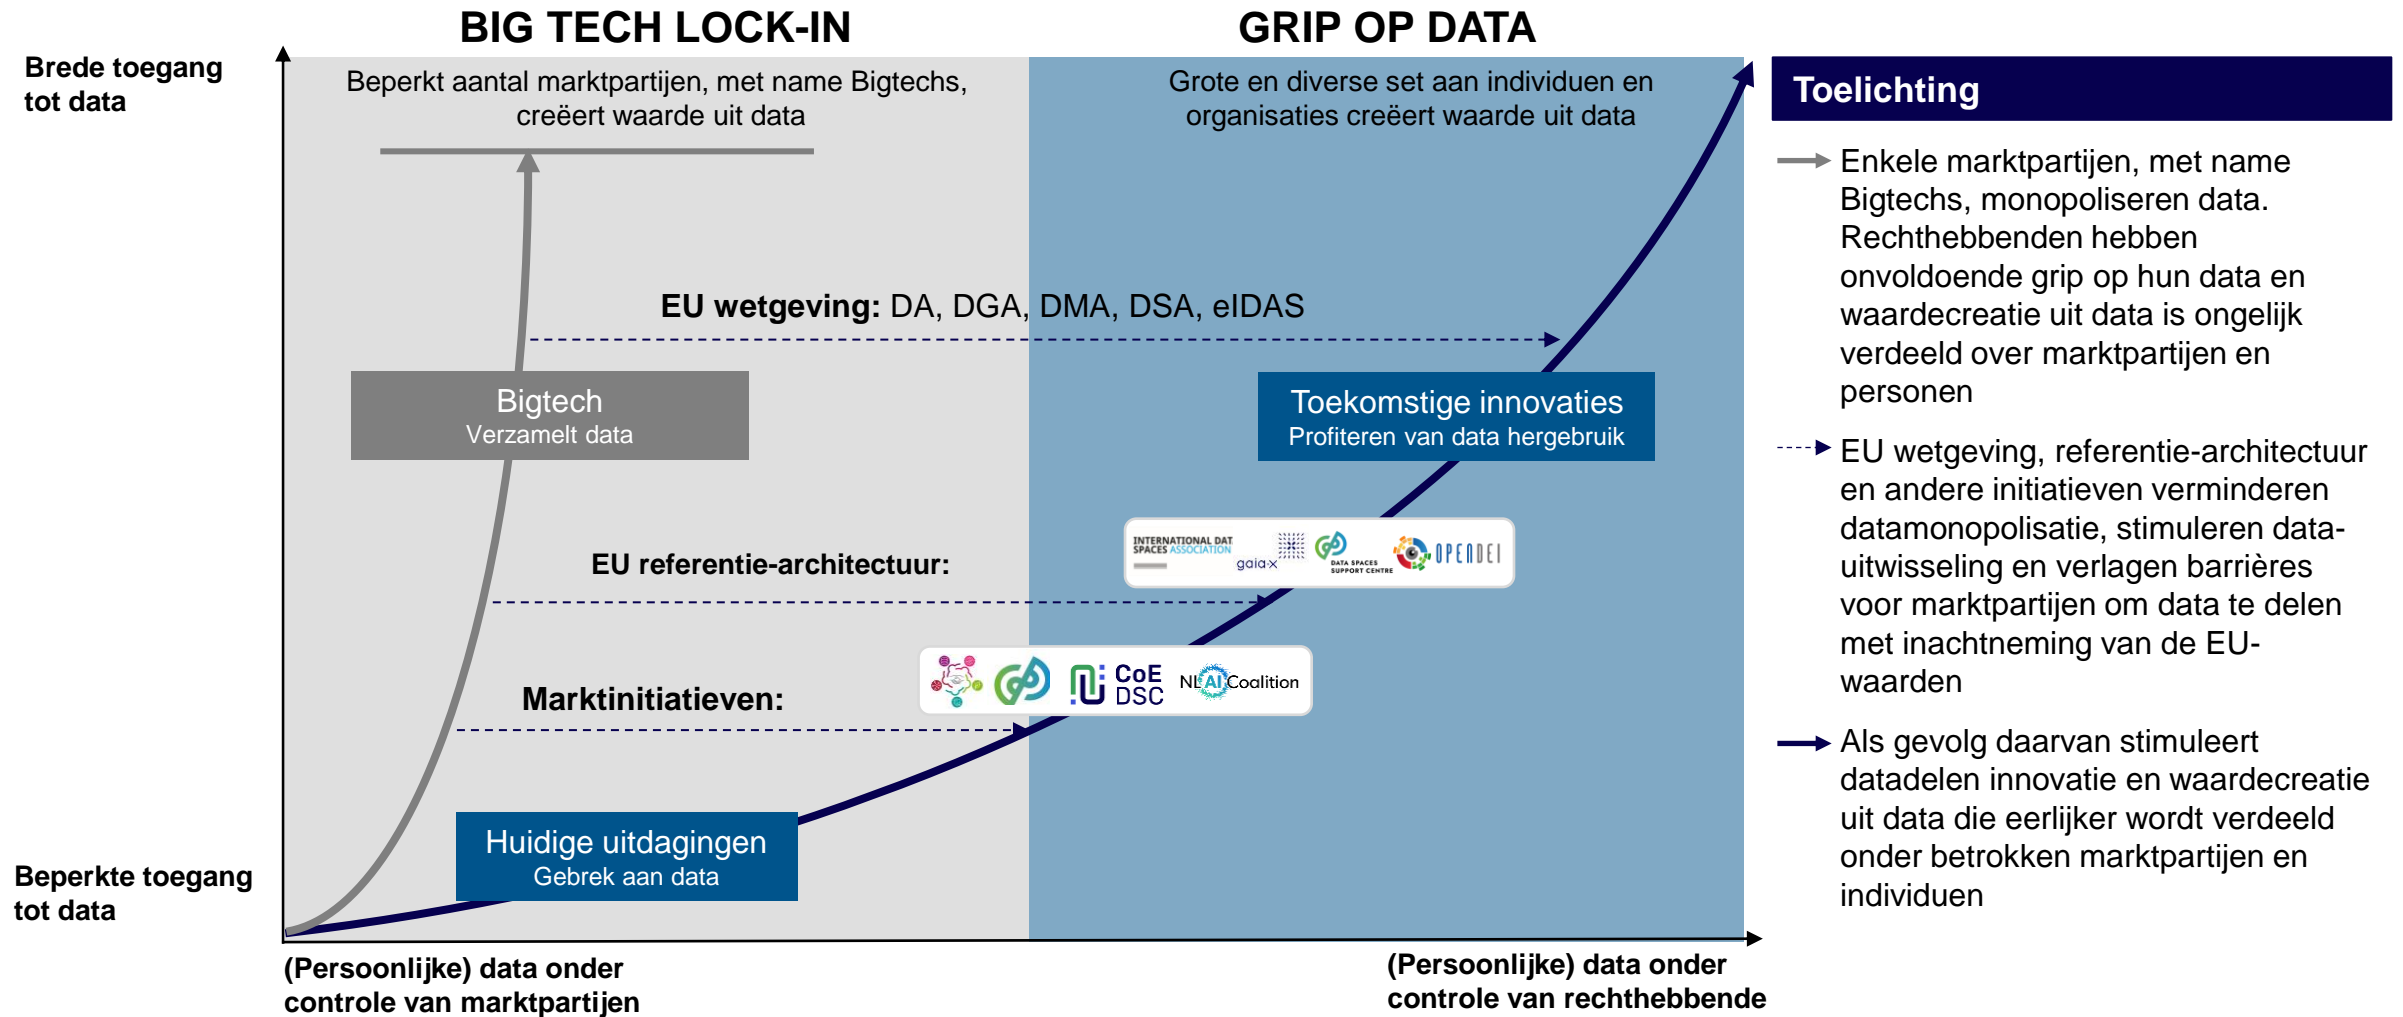 BIG TECH LOCK-IN
GRIP OP DATA
Brede toegang
tot data
Beperkt aantal marktpartijen, met name Bigtechs,
creëert waarde uit data
Grote en diverse set aan individuen en
organisaties creëert waarde uit data
EU wetgeving: DA, DGA, DMA, DSA, eIDAS
Bigtech
Verzamelt data
Toekomstige innovaties
Profiteren van data hergebruik
EU referentie-architectuur:
INTERNATIONAL DAT
SPACES ASSOCIATION
gaia-x
DATA SPACES
SUPPORT CENTRE
OPENDEI
Marktinitiatieven:
CoE
DSC
NL AI Coalition
Huidige uitdagingen
Gebrek aan data
Beperkte toegang
tot data
(Persoonlijke) data onder
controle van marktpartijen
(Persoonlijke) data onder
controle van rechthebbende
Toelichting
Enkele marktpartijen, met name
Bigtechs, monopoliseren data.
Rechthebbenden hebben
onvoldoende grip op hun data en
waardecreatie uit data is ongelijk
verdeeld over marktpartijen en
personen
EU wetgeving, referentie-architectuur
en andere initiatieven verminderen
datamonopolisatie, stimuleren data-
uitwisseling en verlagen barrières
voor marktpartijen om data te delen
met inachtneming van de EU-
waarden
Als gevolg daarvan stimuleert
datadelen innovatie en waardecreatie
uit data die eerlijker wordt verdeeld
onder betrokken marktpartijen en
individuen